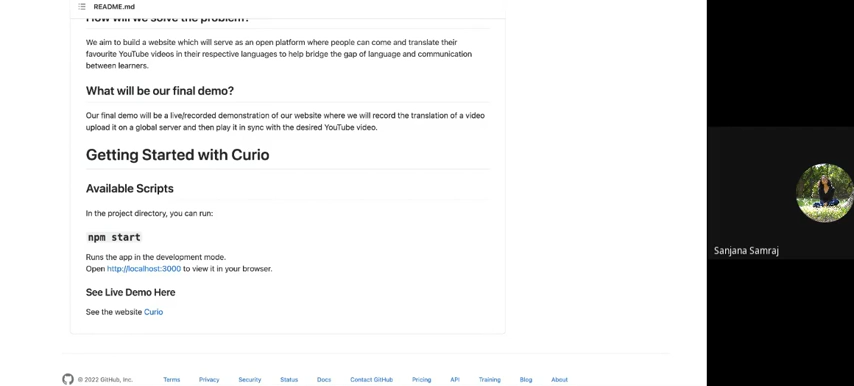 README.md
How will we solve the problem?
We aim to build a website which will serve as an open platform where people can come and translate their
favourite YouTube videos in their respective languages to help bridge the gap of language and communication
between learners.
What will be our final demo?
Our final demo will be a live/recorded demonstration of our website where we will record the translation of a video
upload it on a global server and then play it in sync with the desired YouTube video.
Getting Started with Curio
Available Scripts
In the project directory, you can run:
npm start
Runs the app in the development mode.
Open http://localhost:3000 to view it in your browser.
See Live Demo Here
See the website Curio
© 2022 GitHub, Inc. Terms Privacy Security Status Docs Contact GitHub Pricing API Training Blog About
Sanjana Samraj